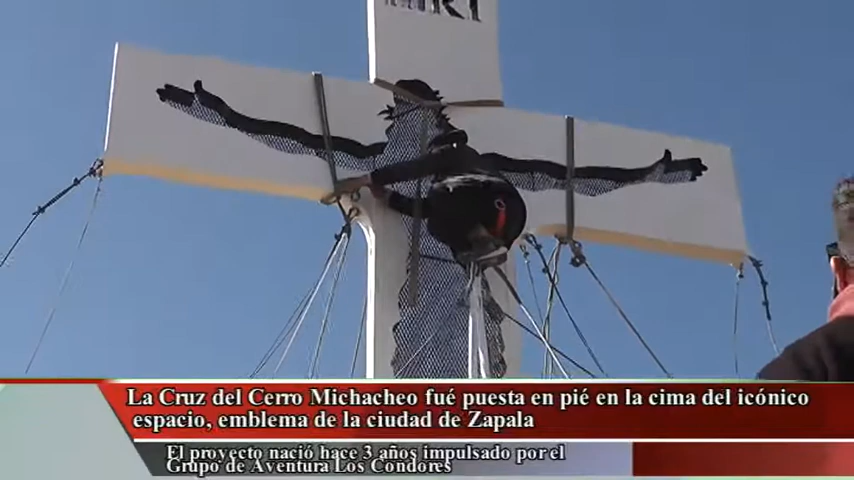 La Cruz del Cerro Michacheo fué puesta en pié en la cima del icónico
espacio, emblema de la ciudad de Zapala
El proyecto nació hace 3 años impulsado por el
Grupo de Aventura Los Condores